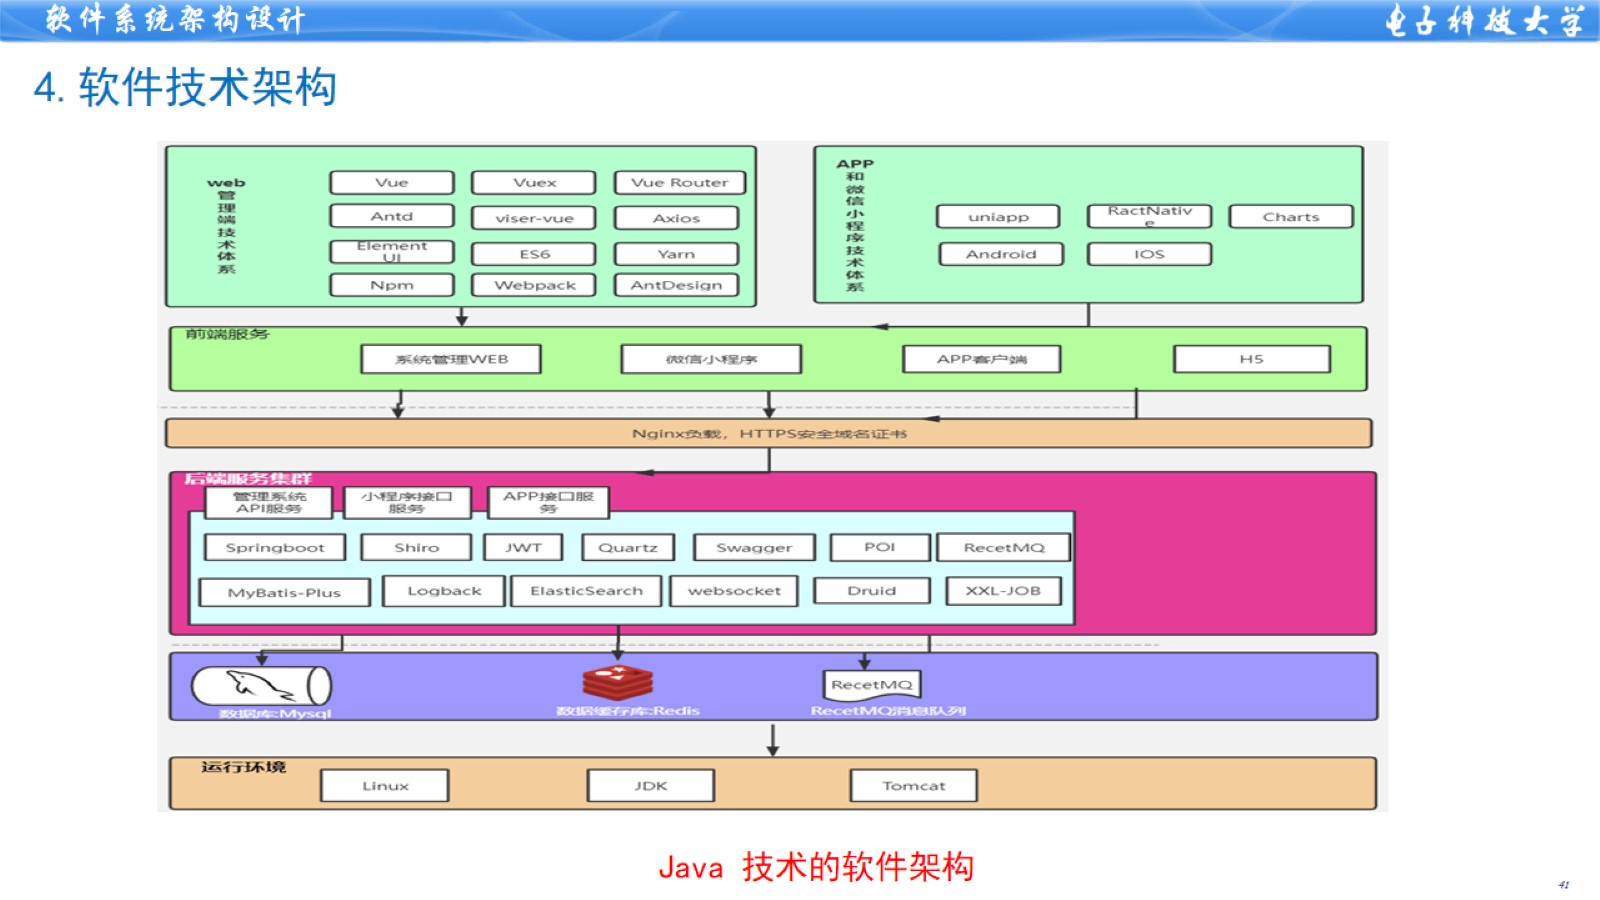 软件系统架构设计
电子科技大学
4. 软件技术架构
web
管
理
端
技
术
体
系
Vue
Vuex
Vue Router
Antd
viser-vue
Axios
Element
UI
ES6
Yarn
Npm
Webpack
AntDesign
APP
和
微
信
小
程
序
技
术
体
系
uniapp
RactNativ
e
Charts
Android
IOS
前端服务
系统管理WEB
微信小程序
APP客户端
H5
Nginx负载，HTTPS安全域名证书
后端服务集群
管理系统
API服务
小程序接口
服务
APP接口服
务
Springboot
Shiro
JWT
Quartz
Swagger
POI
RecetMQ
MyBatis-Plus
Logback
ElasticSearch
websocket
Druid
XXL-JOB
数据库:Mysql
数据缓存库:Redis
RecetMQ
RecetMQ消息队列
运行环境
Linux
JDK
Tomcat
Java 技术的软件架构
41